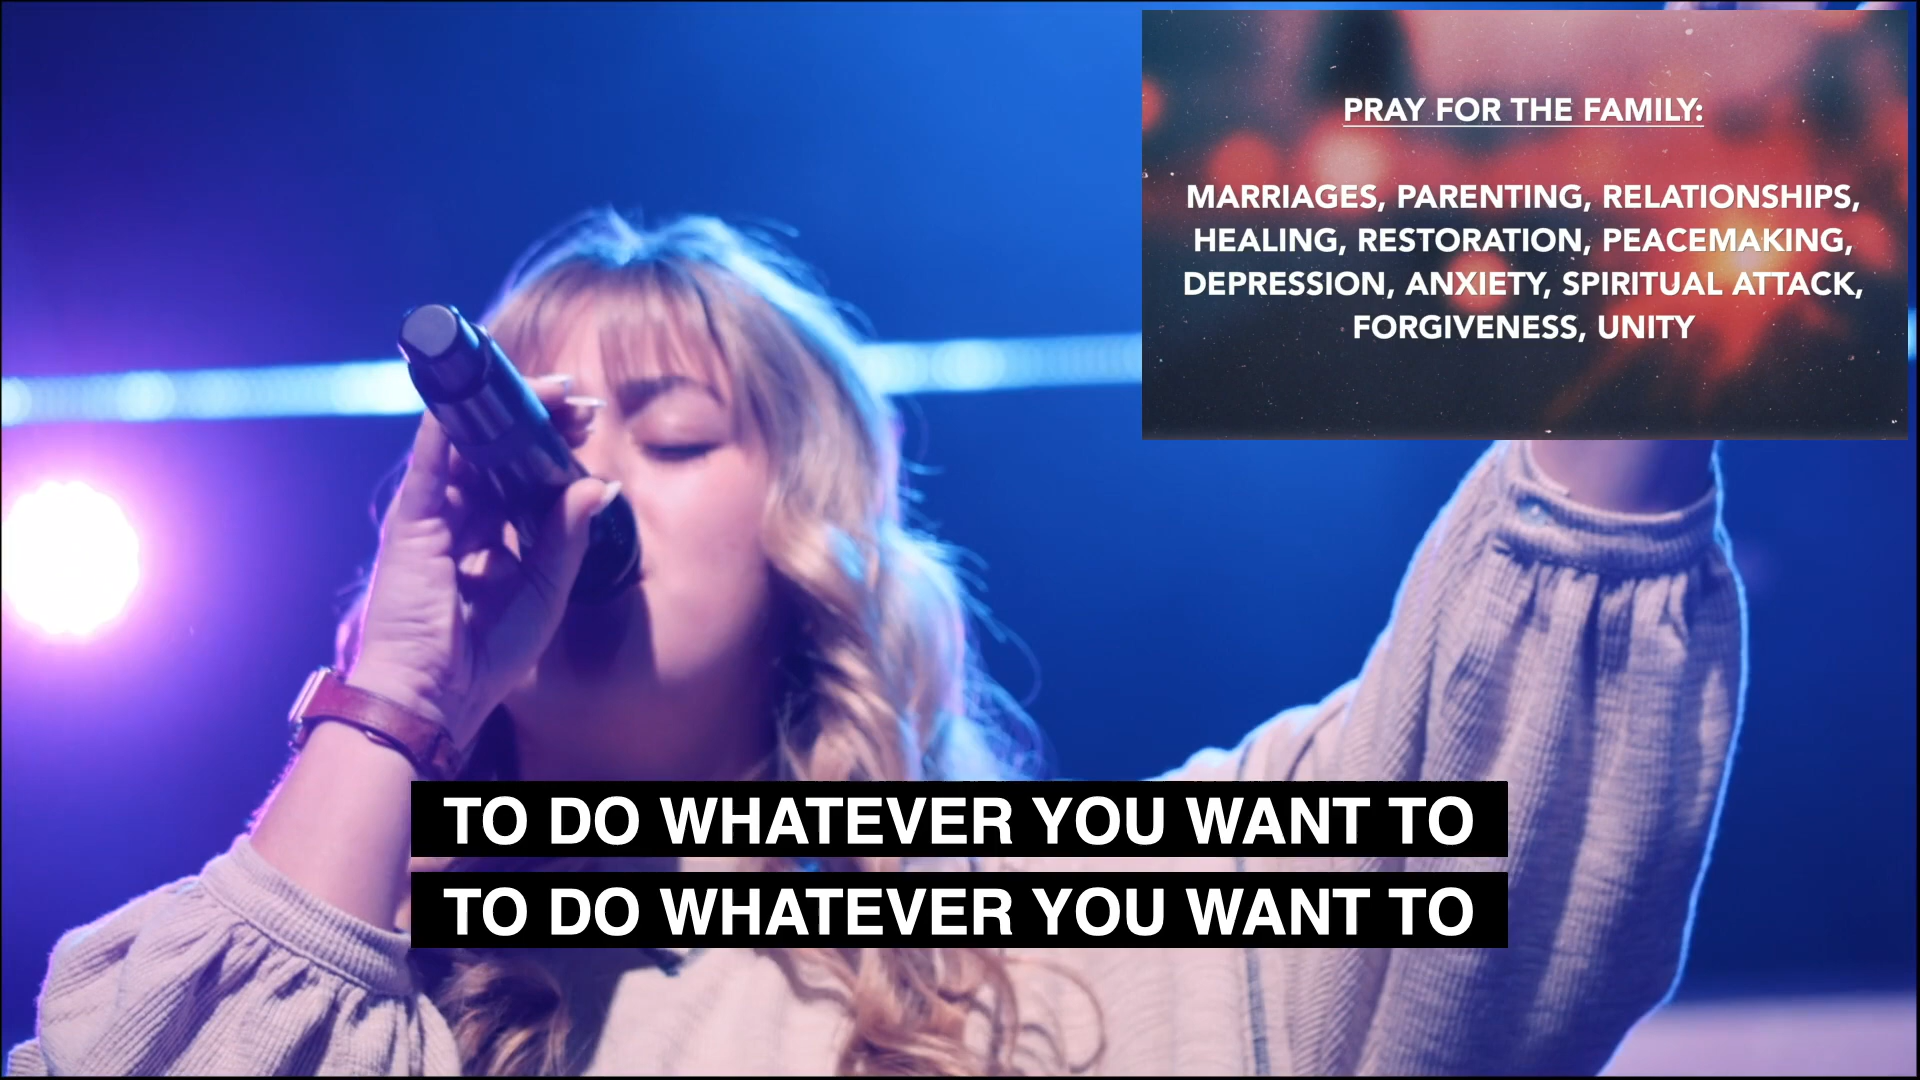 PRAY FOR THE FAMILY:
MARRIAGES, PARENTING, RELATIONSHIPS,
HEALING, RESTORATION, PEACEMAKING,
DEPRESSION, ANXIETY, SPIRITUAL ATTACK,
FORGIVENESS, UNITY
TO DO WHATEVER YOU WANT TO
TO DO WHATEVER YOU WANT TO